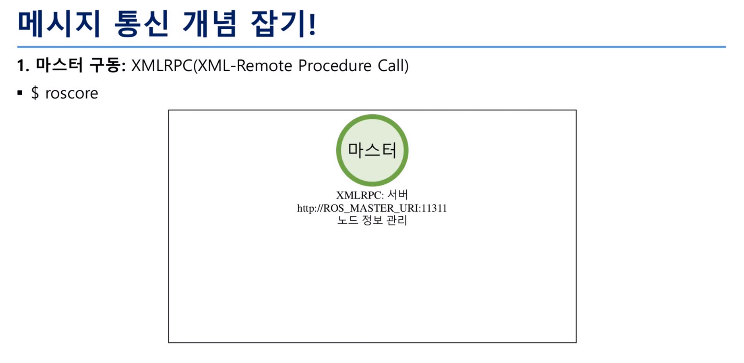 메시지 통신 개념 잡기!
1. 마스터 구동: XMLRPC(XML-Remote Procedure Call)
▪ $ roscore
마스터
XMLRPC: 서버
http://ROS_MASTER_URI:11311
노드 정보 관리